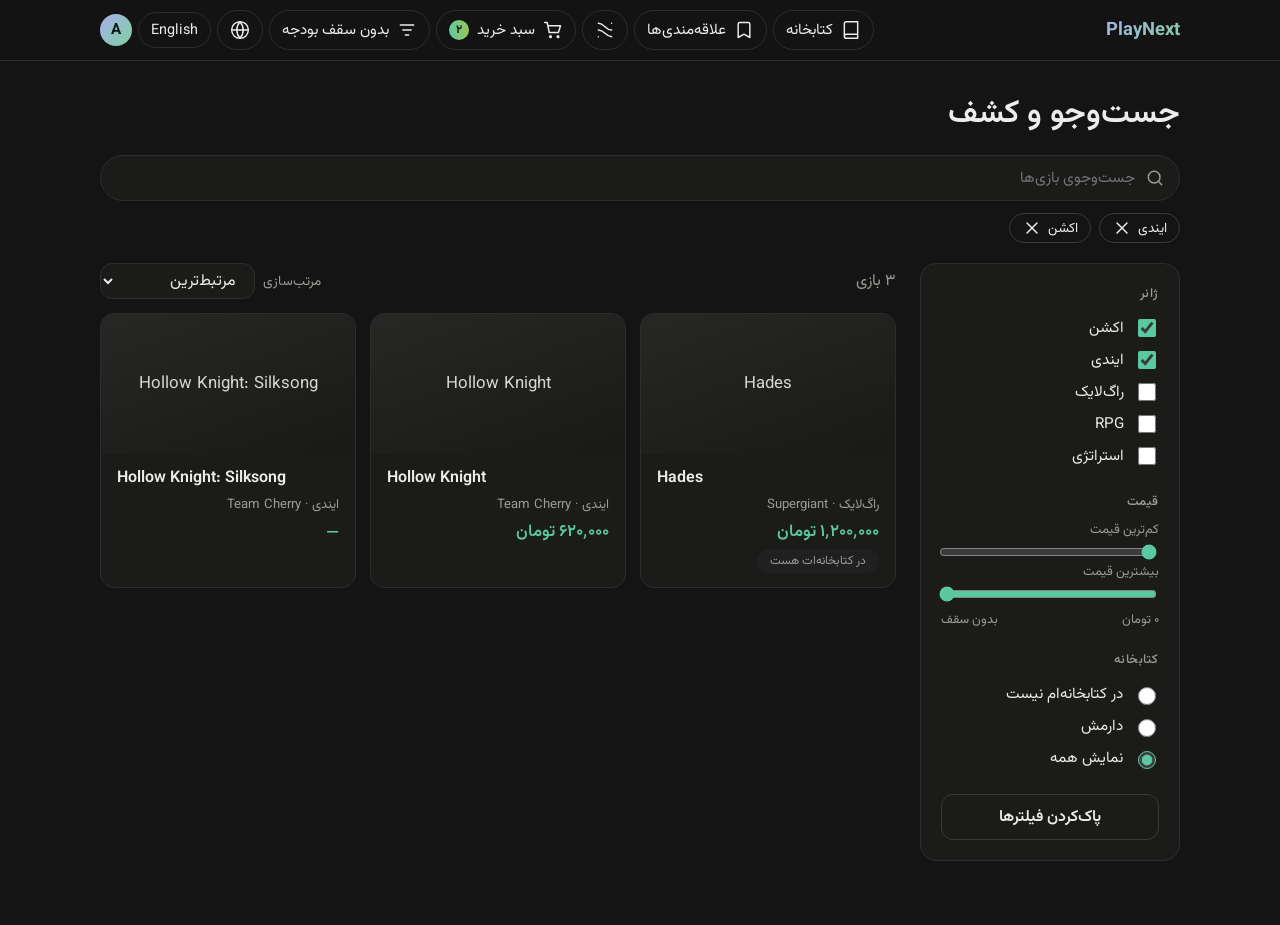 PlayNext
کتابخانه
علاقه‌مندی‌ها
سبد خرید ۲
بدون سقف بودجه
English
A
جست‌وجو و کشف
جست‌وجوی بازی‌ها
ایندی
اکشن
ژانر
اکشن
ایندی
راگ‌لایک
RPG
استراتژی
قیمت
کم‌ترین قیمت
بیشترین قیمت
۰ تومان
بدون سقف
کتابخانه
در کتابخانه‌ام نیست
دارمش
نمایش همه
پاک‌کردن فیلترها
۳ بازی
مرتب‌سازی
مرتبط‌ترین
Hades
Hades
راگ‌لایک · Supergiant
۱,۲۰۰,۰۰۰ تومان
در کتابخانه‌ات هست
Hollow Knight
Hollow Knight
ایندی · Team Cherry
۶۲۰,۰۰۰ تومان
Hollow Knight: Silksong
Hollow Knight: Silksong
ایندی · Team Cherry
—